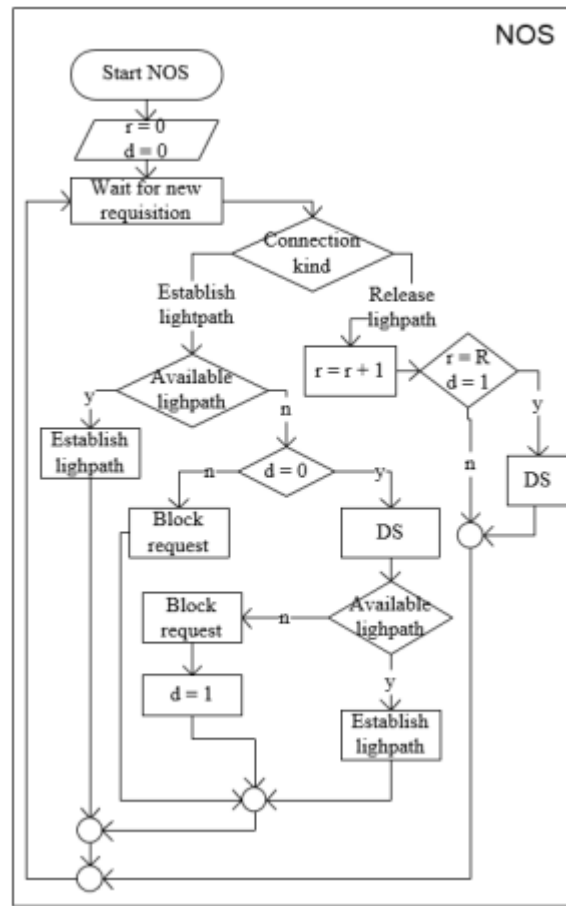 NOS
Start NOS
r = 0
d = 0
Wait for new
requisition
Connection
kind
Establish
lightpath
Release
lighpath
r = r + 1
r = R
d = 1
Available
lighpath
y
n
y
n
Establish
lighpath
DS
d = 0
n
y
Block
request
DS
Block
request
n
Available
lighpath
y
d = 1
Establish
lighpath